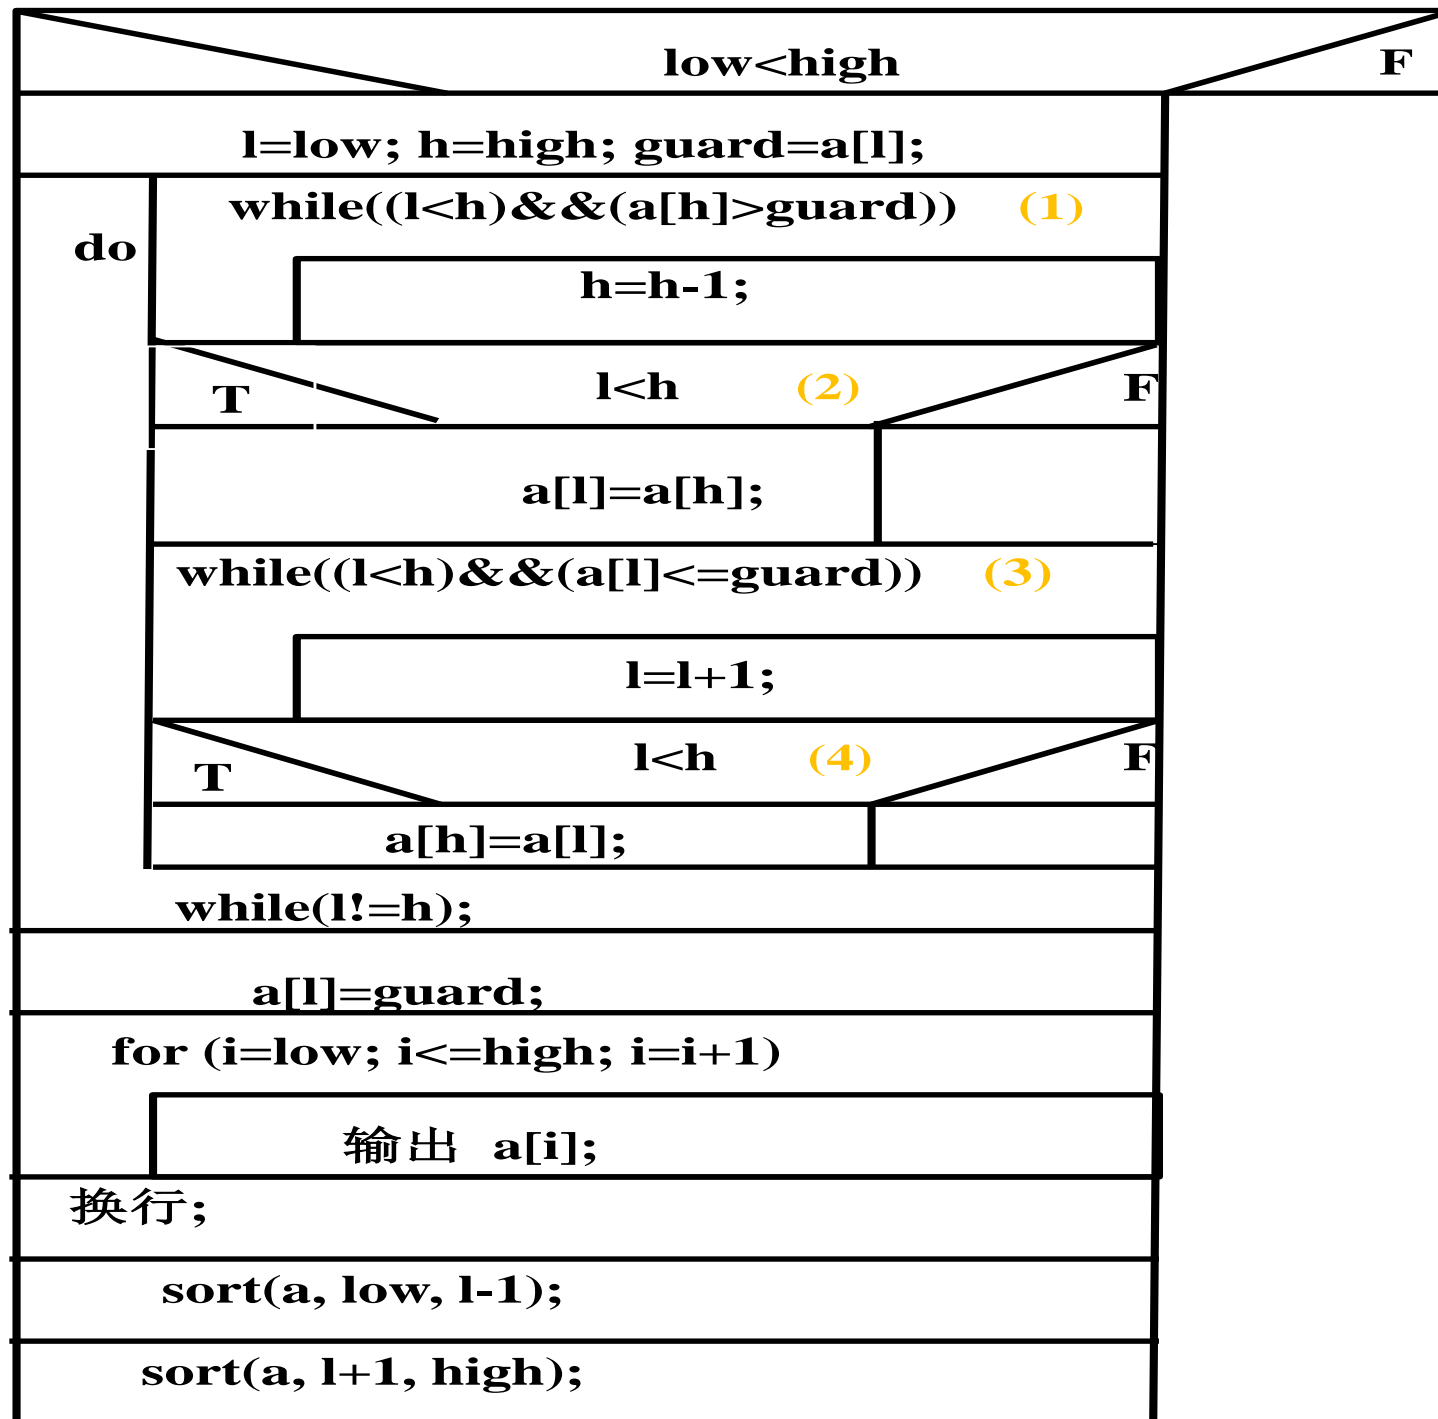 low<high F
l=low; h=high; guard=a[l];
while((l<h)&&(a[h]>guard)) (1)
do
h=h-1;
T l<h (2) F
a[l]=a[h];
while((l<h)&&(a[l]<=guard)) (3)
l=l+1;
T l<h (4) F
a[h]=a[l];
while(l!=h);
a[l]=guard;
for (i=low; i<=high; i=i+1)
输出 a[i];
换行;
sort(a, low, l-1);
sort(a, l+1, high);